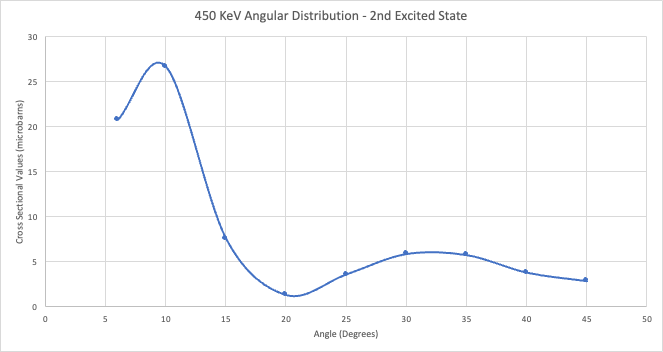 450 KeV Angular Distribution - 2nd Excited State
30
25
20
15
10
5
0
Cross Sectional Values (microbarns)
0 5 10 15 20 25 30 35 40 45 50
Angle (Degrees)